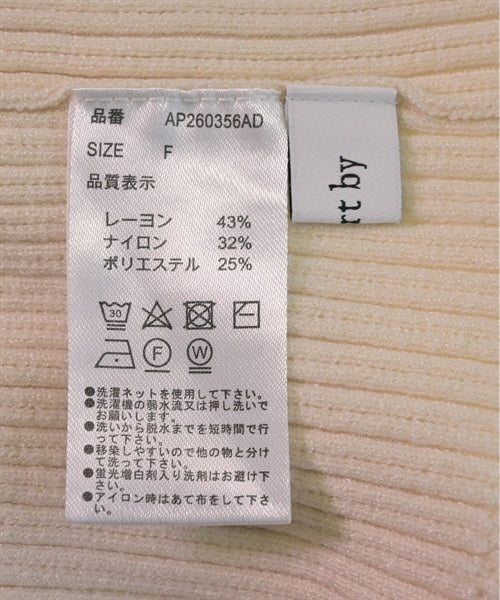 品番 AP260356AD
SIZE F
品質表示
レーヨン 43%
ナイロン 32%
ポリエステル 25%
30
F W
●洗濯ネットを使用して下さい。
●洗濯機の弱水流又は押し洗いで
お願いします。
●洗いから脱水までを短時間で行
って下さい。
●移染しやすいので他の物と分け
て洗って下さい。
●蛍光増白剤入り洗剤はお避け下
さい。
●アイロン時はあて布をして下さ
い。
rt by